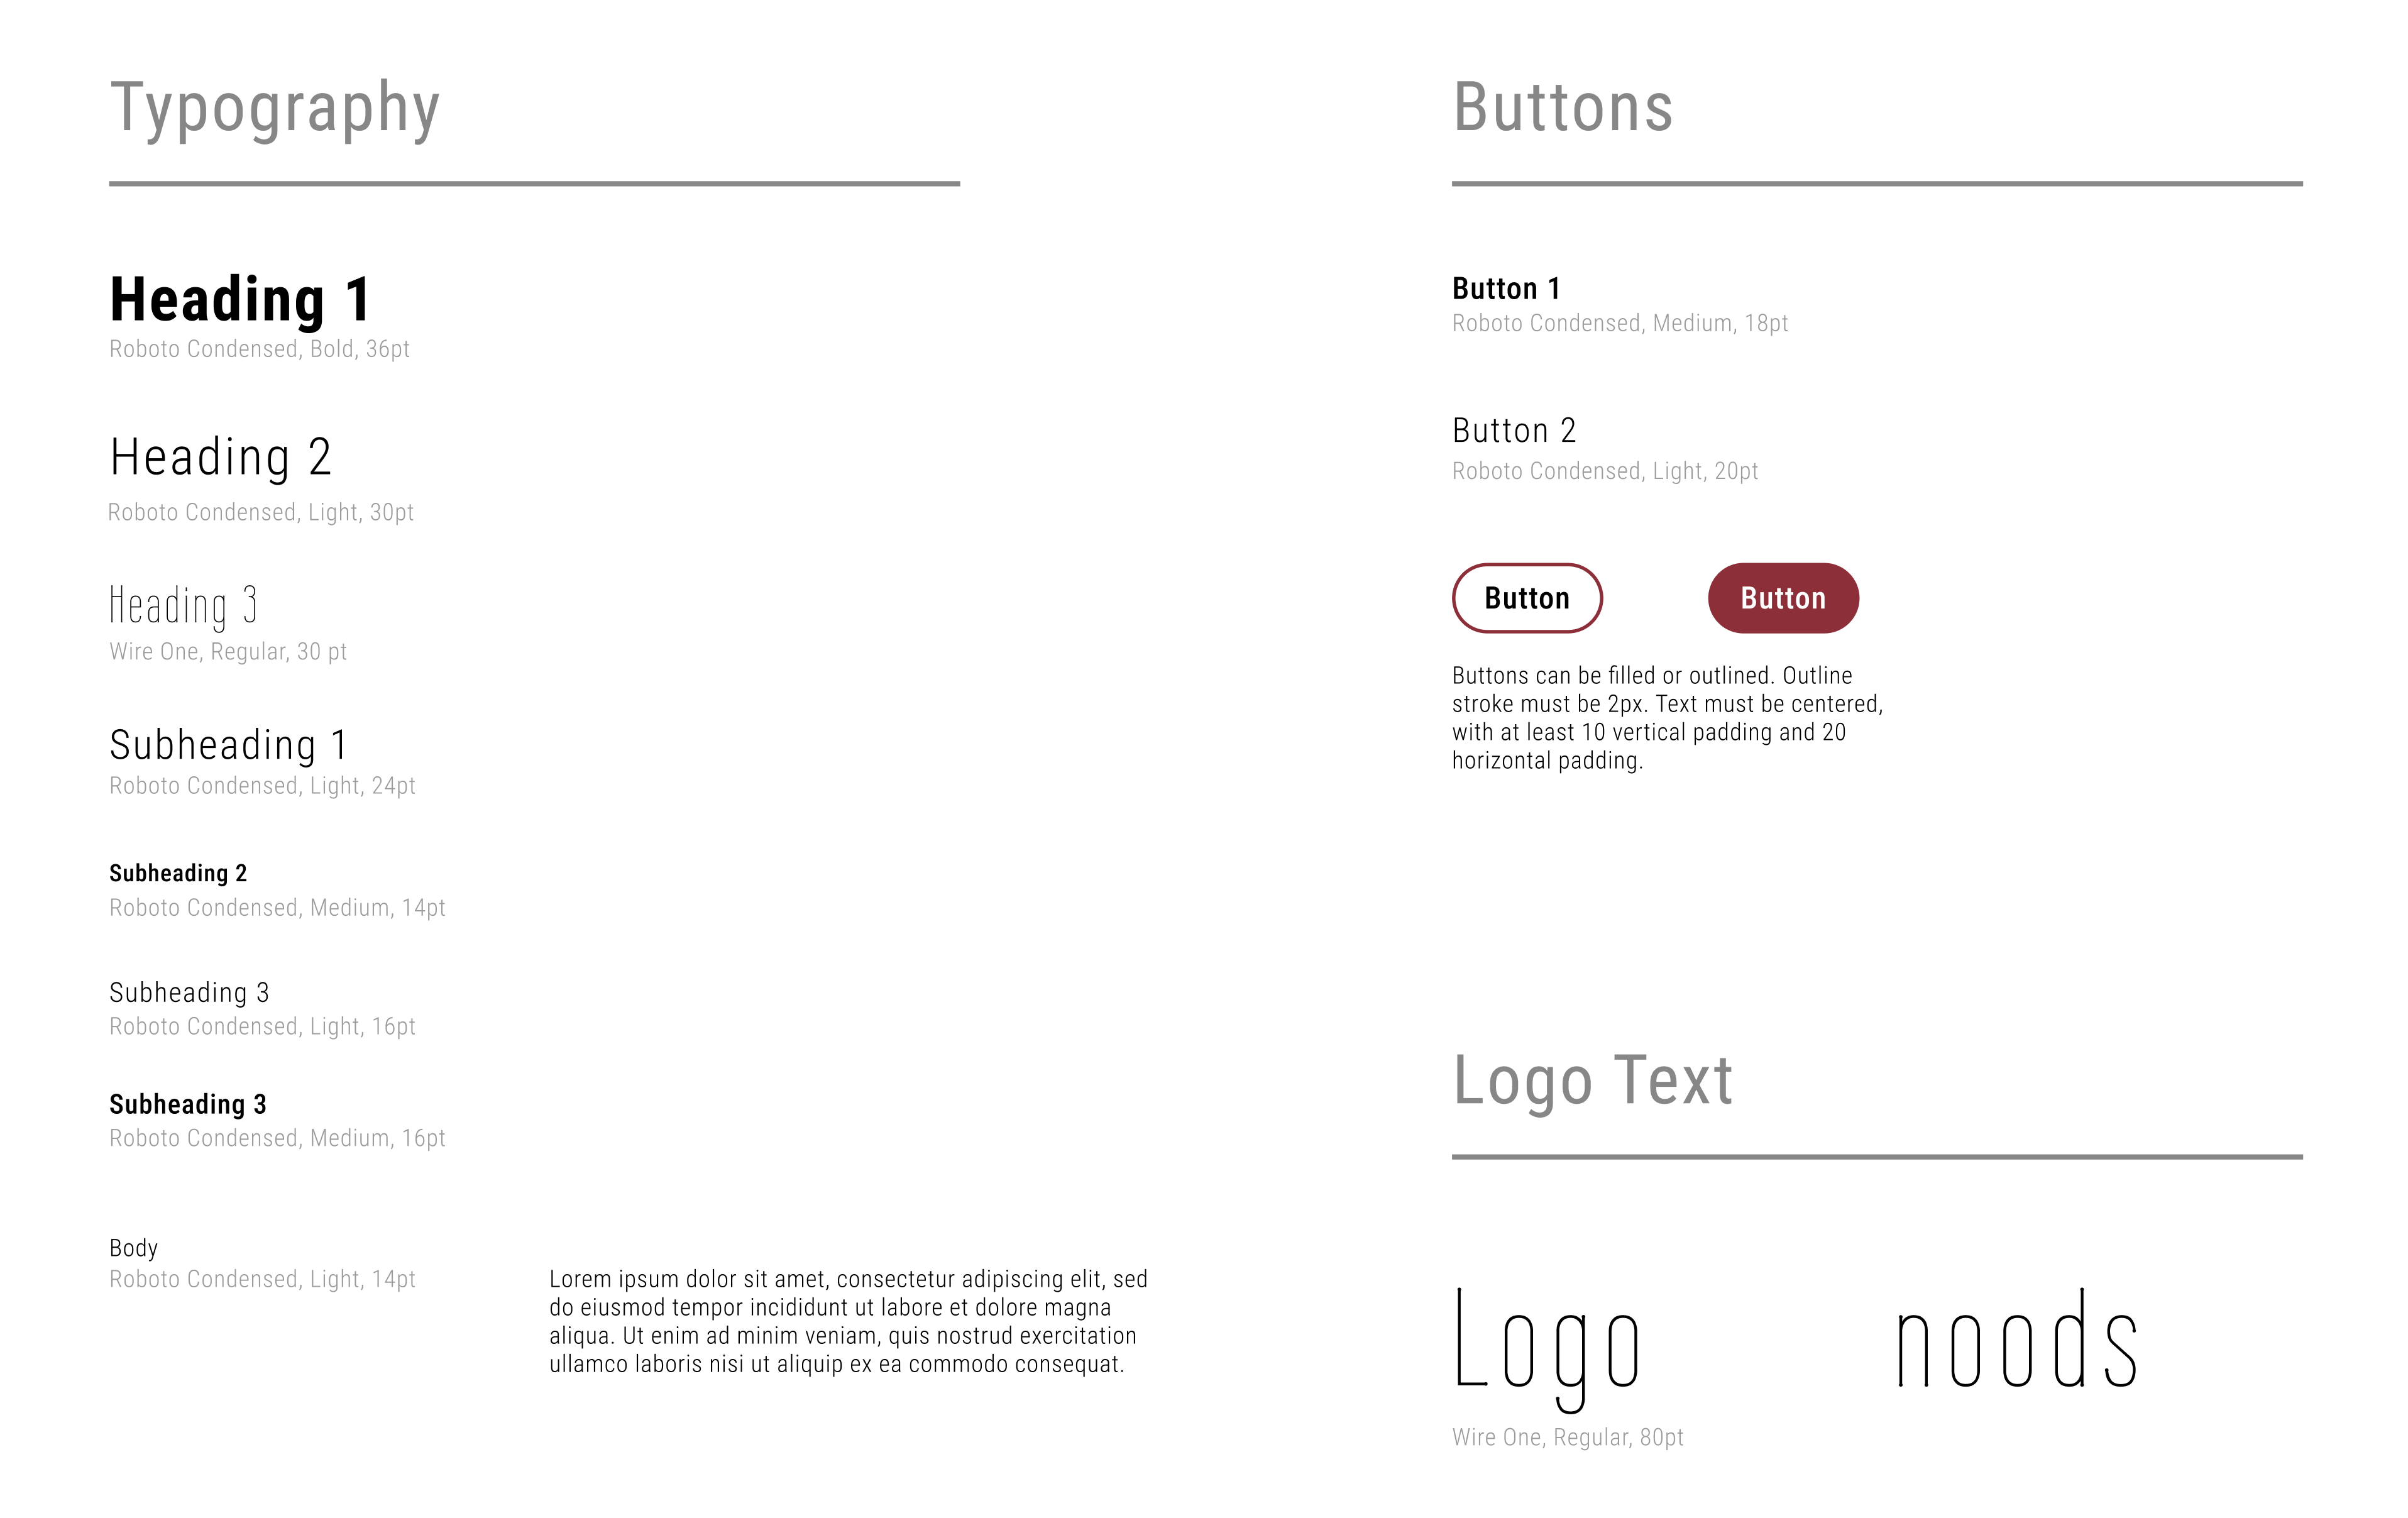 Typography
Heading 1
Roboto Condensed, Bold, 36pt
Heading 2
Roboto Condensed, Light, 30pt
Heading 3
Wire One, Regular, 30 pt
Subheading 1
Roboto Condensed, Light, 24pt
Subheading 2
Roboto Condensed, Medium, 14pt
Subheading 3
Roboto Condensed, Light, 16pt
Subheading 3
Roboto Condensed, Medium, 16pt
Body
Roboto Condensed, Light, 14pt
Lorem ipsum dolor sit amet, consectetur adipiscing elit, sed
do eiusmod tempor incididunt ut labore et dolore magna
aliqua. Ut enim ad minim veniam, quis nostrud exercitation
ullamco laboris nisi ut aliquip ex ea commodo consequat.
Buttons
Button 1
Roboto Condensed, Medium, 18pt
Button 2
Roboto Condensed, Light, 20pt
Button
Button
Buttons can be filled or outlined. Outline
stroke must be 2px. Text must be centered,
with at least 10 vertical padding and 20
horizontal padding.
Logo Text
Logo
noods
Wire One, Regular, 80pt